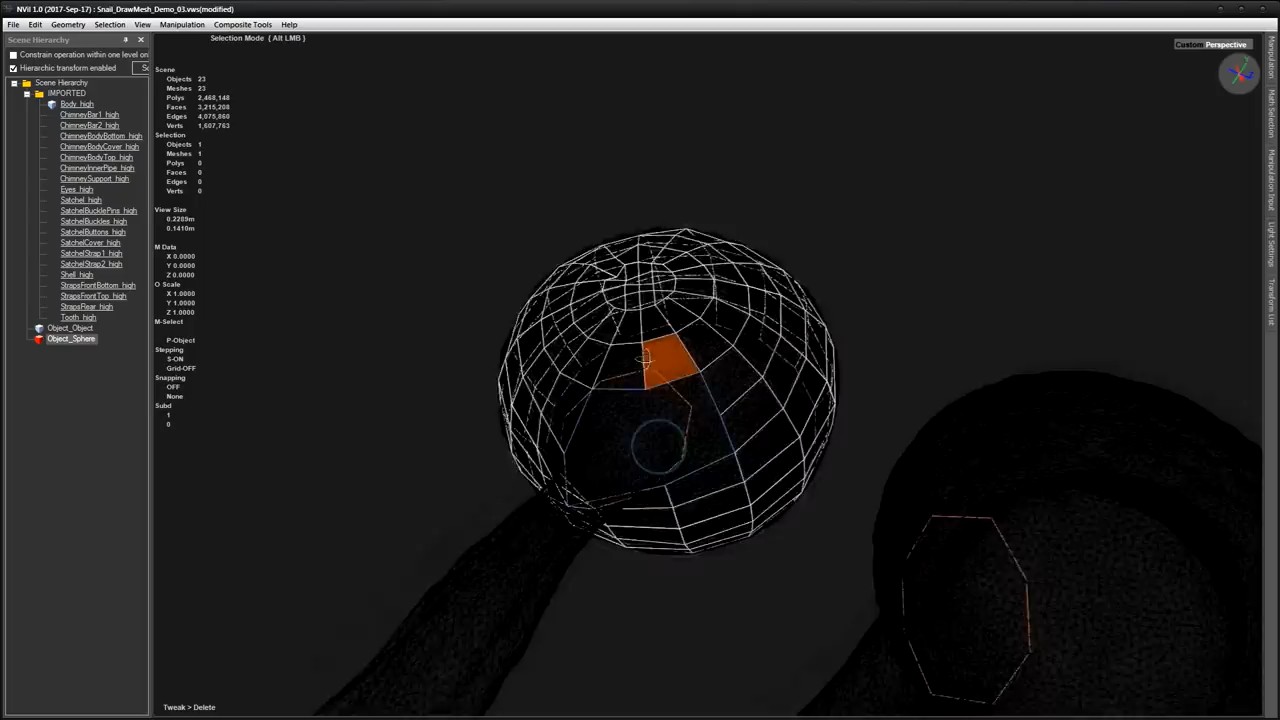 NVil 1.0 (2017-Sep-17) : Snail_DrawMesh_Demo_03.vws(modified)
File Edit Geometry Selection View Manipulation Composite Tools Help
Scene Hierarchy
Constrain operation within one level on
Hierarchic transform enabled
Scene Hierarchy
IMPORTED
Body_high
ChimneyBar1_high
ChimneyBar2_high
ChimneyBodyBottom_high
ChimneyBodyCover_high
ChimneyBodyTop_high
ChimneyInnerPipe_high
ChimneySupport_high
Eyes_high
Satchel_high
SatchelBucklePins_high
SatchelBuckles_high
SatchelButtons_high
SatchelCover_high
SatchelStrap1_high
SatchelStrap2_high
Shell_high
StrapsFrontBottom_high
StrapsFrontTop_high
StrapsRear_high
Tooth_high
Object_Object
Object_Sphere
Selection Mode ( Alt LMB )
Scene
Objects 23
Meshes 23
Polys 2,468,148
Faces 3,215,208
Edges 4,075,860
Verts 1,607,763
Selection
Objects 1
Meshes 1
Polys 0
Faces 0
Edges 0
Verts 0
View Size
0.2289m
0.1410m
M Data
X 0.0000
Y 0.0000
Z 0.0000
O Scale
X 1.0000
Y 1.0000
Z 1.0000
M-Select
P-Object
Stepping
S-ON
Grid-OFF
Snapping
OFF
None
Subd
1
0
Tweak > Delete
Custom Perspective
Manipulation
Math Selection
Manipulation Input
Light Settings
Transform List